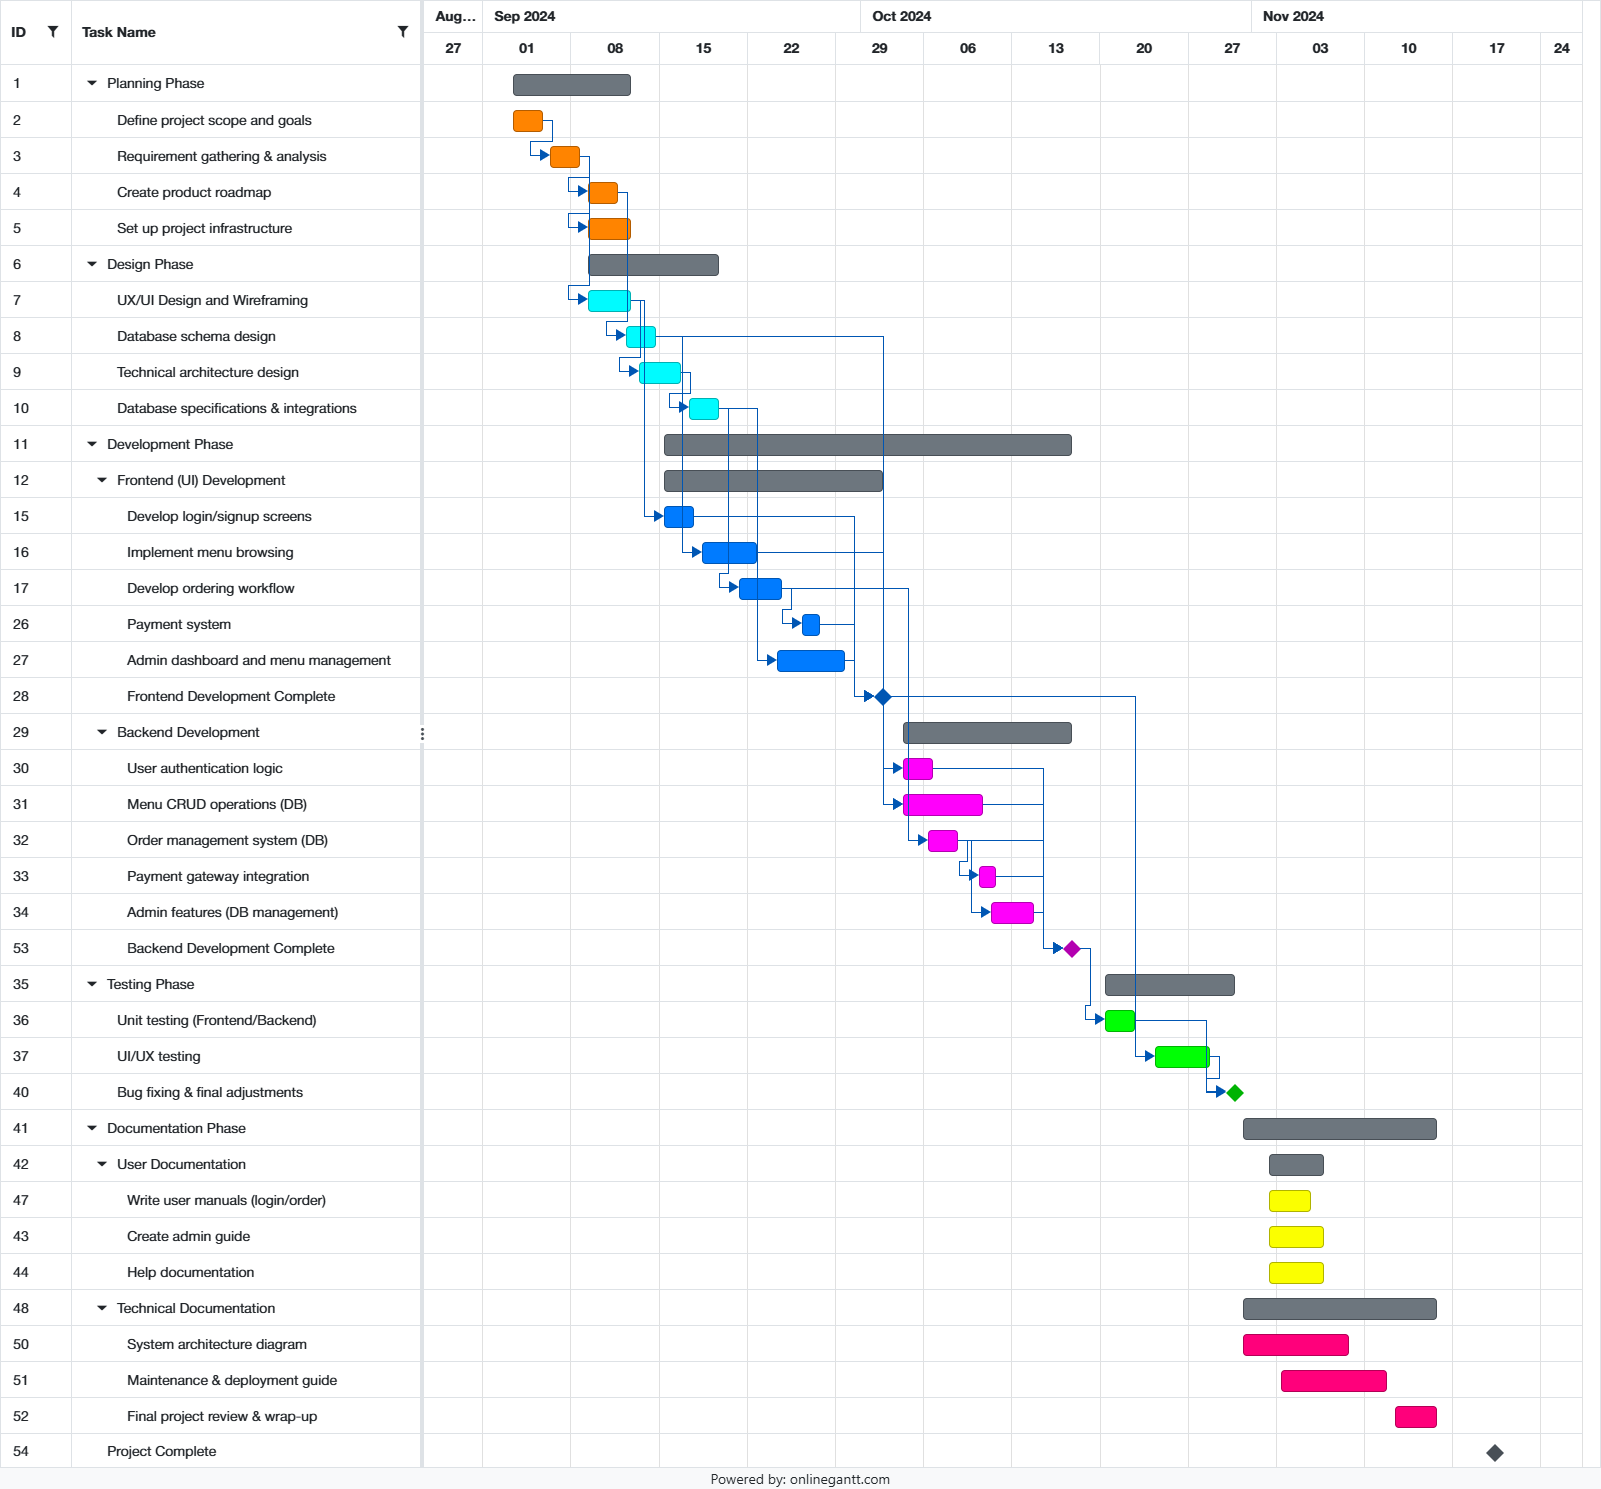 ID Task Name Aug... Sep 2024 Oct 2024 Nov 2024
27 01 08 15 22 29 06 13 20 27 03 10 17 24
1 Planning Phase
2 Define project scope and goals
3 Requirement gathering & analysis
4 Create product roadmap
5 Set up project infrastructure
6 Design Phase
7 UX/UI Design and Wireframing
8 Database schema design
9 Technical architecture design
10 Database specifications & integrations
11 Development Phase
12 Frontend (UI) Development
15 Develop login/signup screens
16 Implement menu browsing
17 Develop ordering workflow
26 Payment system
27 Admin dashboard and menu management
28 Frontend Development Complete
29 Backend Development
30 User authentication logic
31 Menu CRUD operations (DB)
32 Order management system (DB)
33 Payment gateway integration
34 Admin features (DB management)
53 Backend Development Complete
35 Testing Phase
36 Unit testing (Frontend/Backend)
37 UI/UX testing
40 Bug fixing & final adjustments
41 Documentation Phase
42 User Documentation
47 Write user manuals (login/order)
43 Create admin guide
44 Help documentation
48 Technical Documentation
50 System architecture diagram
51 Maintenance & deployment guide
52 Final project review & wrap-up
54 Project Complete
Powered by: onlinegantt.com